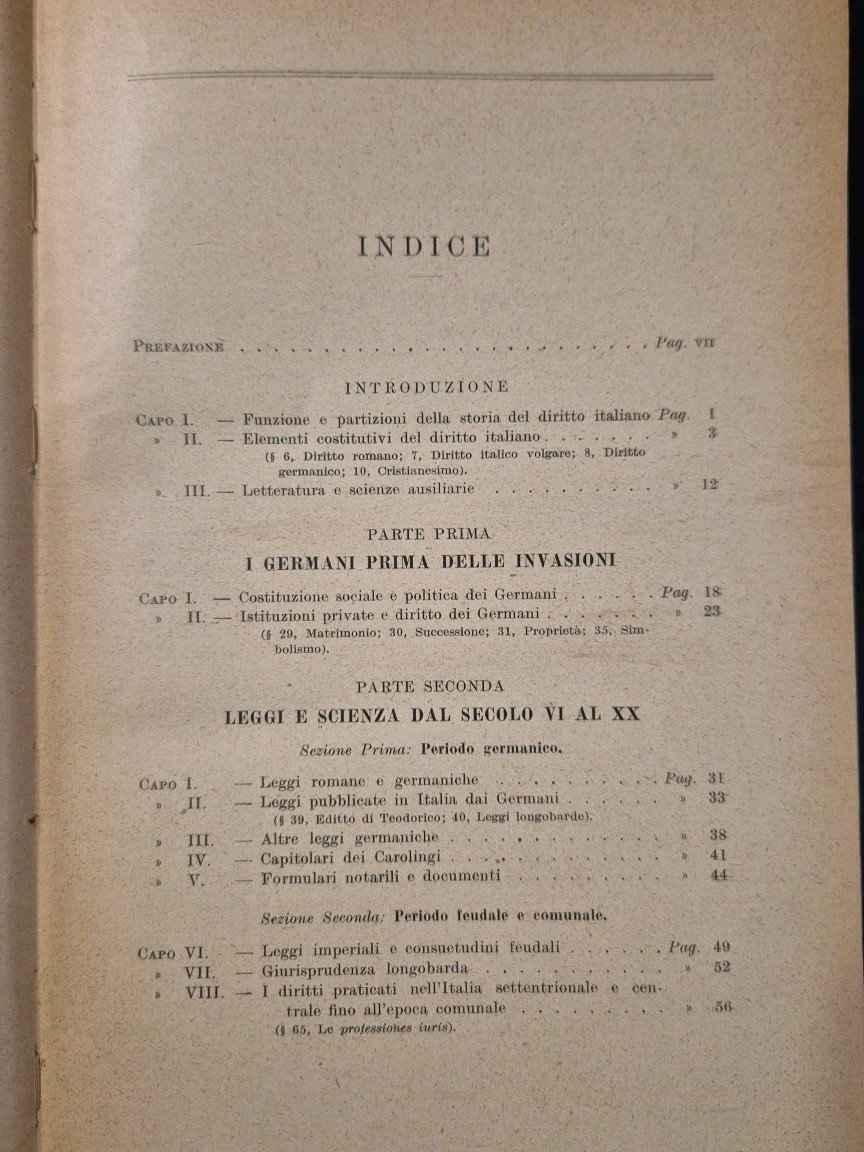 INDICE
PREFAZIONE . . . . . . . . . . . . . . . . . . . . . . . . . Pag. VII
INTRODUZIONE
CAPO I. — Funzione e partizioni della storia del diritto italiano Pag. 1
» II. — Elementi costitutivi del diritto italiano . . . . . . . » 3
(§ 6, Diritto romano; 7, Diritto italico volgare; 8, Diritto
germanico; 10, Cristianesimo).
» III. — Letteratura e scienze ausiliarie . . . . . . . . . . » 12
PARTE PRIMA
I GERMANI PRIMA DELLE INVASIONI
CAPO I. — Costituzione sociale e politica dei Germani . . . . . . Pag. 18
» II. — Istituzioni private e diritto dei Germani . . . . . . . » 23
(§ 29, Matrimonio; 30, Successione; 31, Proprietà; 35, Sim-
bolismo).
PARTE SECONDA
LEGGI E SCIENZA DAL SECOLO VI AL XX
Sezione Prima: Periodo germanico.
CAPO I. — Leggi romane e germaniche . . . . . . . . . Pag. 31
» II. — Leggi pubblicate in Italia dai Germani . . . . . . » 33
(§ 39, Editto di Teodorico; 40, Leggi longobarde).
» III. — Altre leggi germaniche . . . . . . . . . . . . . » 38
» IV. — Capitolari dei Carolingi . . . . . . . . . . . . . » 41
» V. — Formulari notarili e documenti . . . . . . . . . » 44
Sezione Seconda: Periodo feudale e comunale.
CAPO VI. — Leggi imperiali e consuetudini feudali . . . . . . Pag. 49
» VII. — Giurisprudenza longobarda . . . . . . . . . . . » 52
» VIII. — I diritti praticati nell'Italia settentrionale e cen-
trale fino all'epoca comunale . . . . . . . . . » 56
(§ 65, Le professiones iuris).